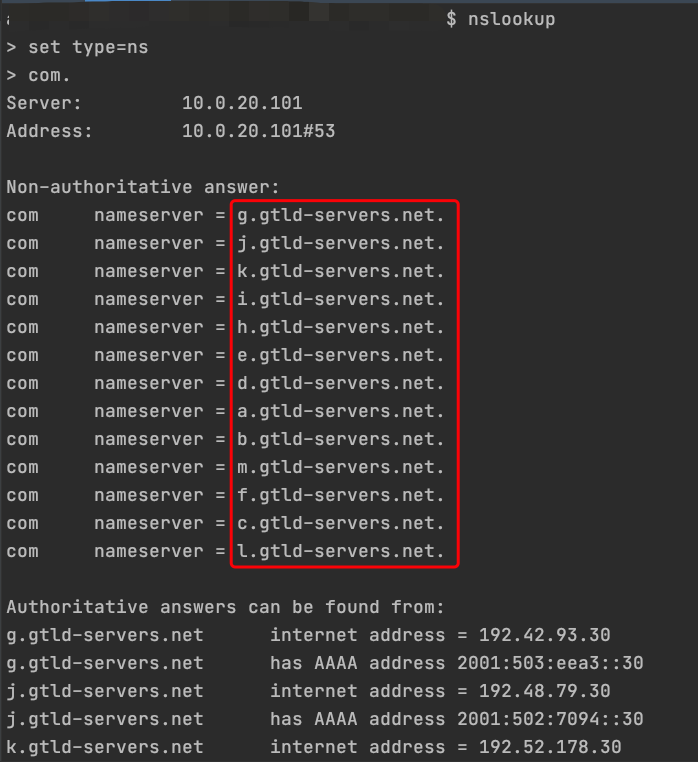 $ nslookup
> set type=ns
> com.
Server: 10.0.20.101
Address: 10.0.20.101#53
Non-authoritative answer:
com nameserver = g.gtld-servers.net.
com nameserver = j.gtld-servers.net.
com nameserver = k.gtld-servers.net.
com nameserver = i.gtld-servers.net.
com nameserver = h.gtld-servers.net.
com nameserver = e.gtld-servers.net.
com nameserver = d.gtld-servers.net.
com nameserver = a.gtld-servers.net.
com nameserver = b.gtld-servers.net.
com nameserver = m.gtld-servers.net.
com nameserver = f.gtld-servers.net.
com nameserver = c.gtld-servers.net.
com nameserver = l.gtld-servers.net.
Authoritative answers can be found from:
g.gtld-servers.net internet address = 192.42.93.30
g.gtld-servers.net has AAAA address 2001:503:eea3::30
j.gtld-servers.net internet address = 192.48.79.30
j.gtld-servers.net has AAAA address 2001:502:7094::30
k.gtld-servers.net internet address = 192.52.178.30